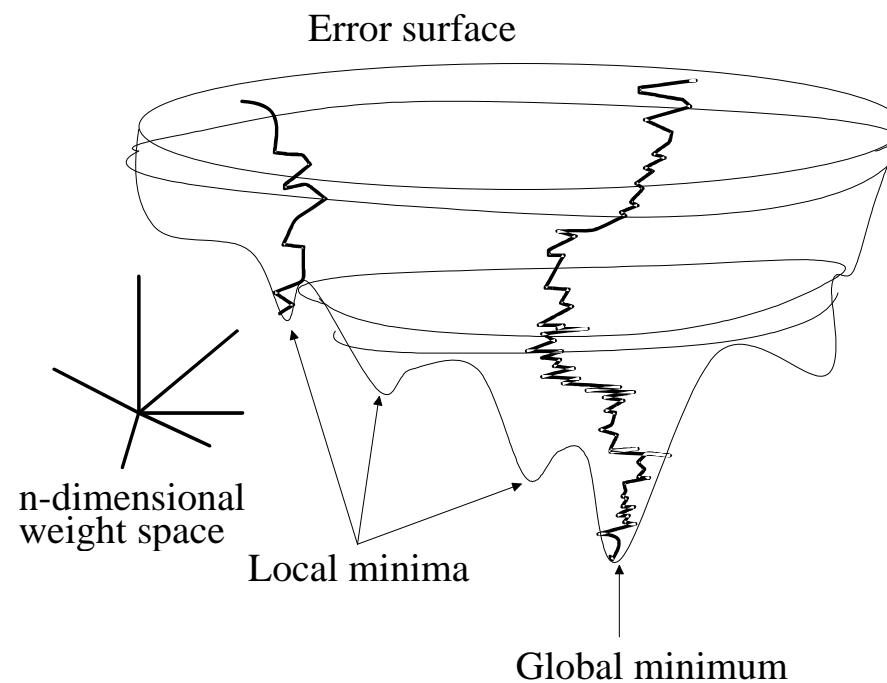 Error surface
n-dimensional
weight space
Local minima
Global minimum